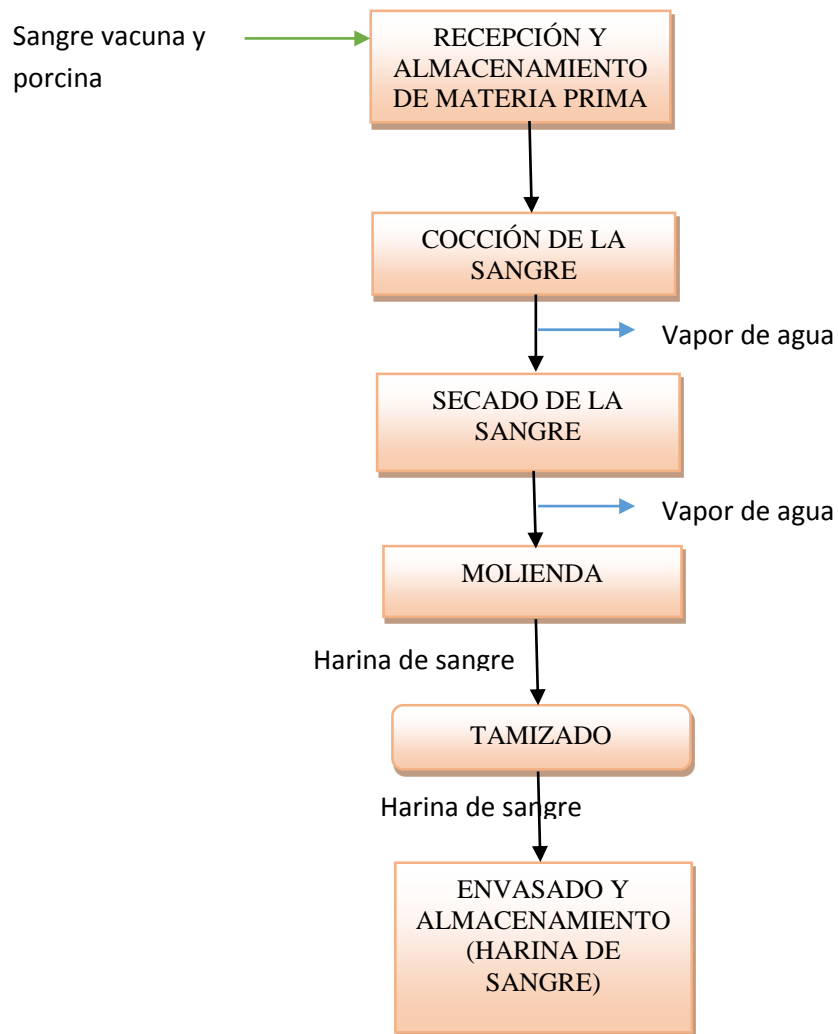 Sangre vacuna y
porcina
RECEPCIÓN Y
ALMACENAMIENTO
DE MATERIA PRIMA
COCCIÓN DE LA
SANGRE
Vapor de agua
SECADO DE LA
SANGRE
Vapor de agua
MOLIENDA
Harina de sangre
TAMIZADO
Harina de sangre
ENVASADO Y
ALMACENAMIENTO
(HARINA DE
SANGRE)